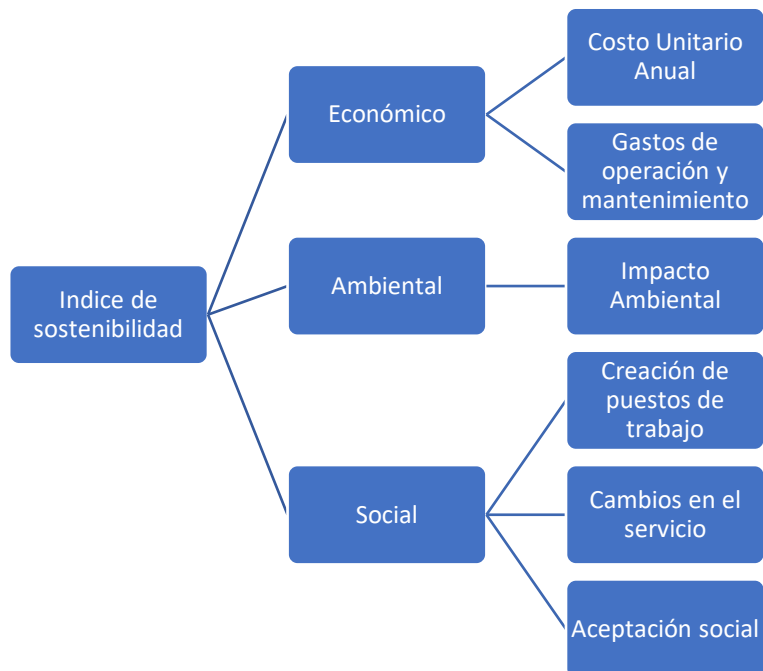 Indice de
sostenibilidad
Económico
Costo Unitario
Anual
Gastos de
operación y
mantenimiento
Ambiental
Impacto
Ambiental
Social
Creación de
puestos de
trabajo
Cambios en el
servicio
Aceptación social